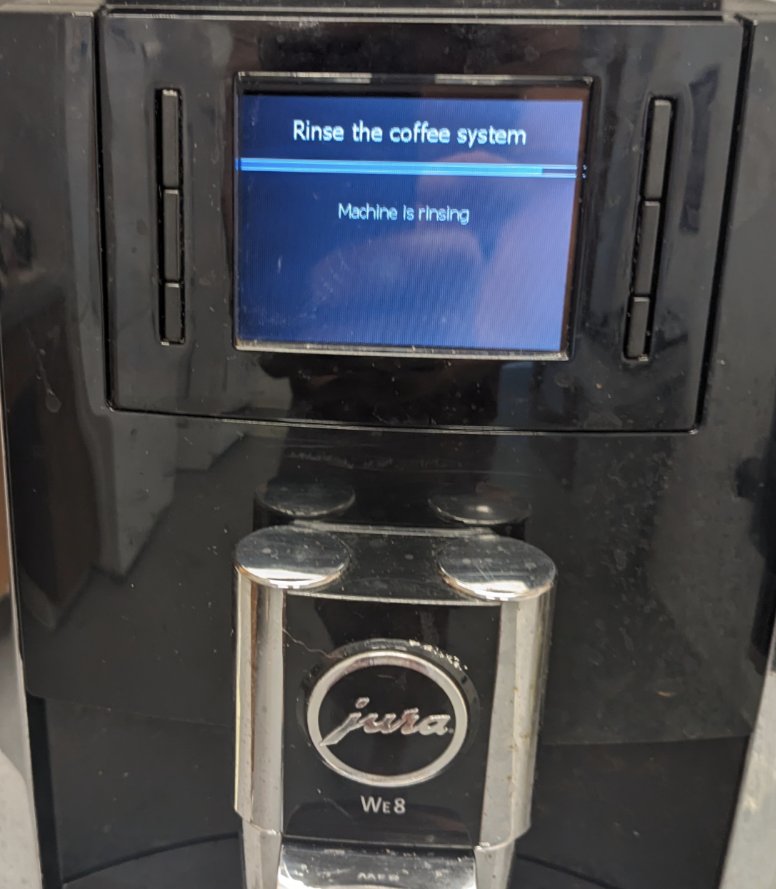 Rinse the coffee system
Machine is rinsing
jura
WE8